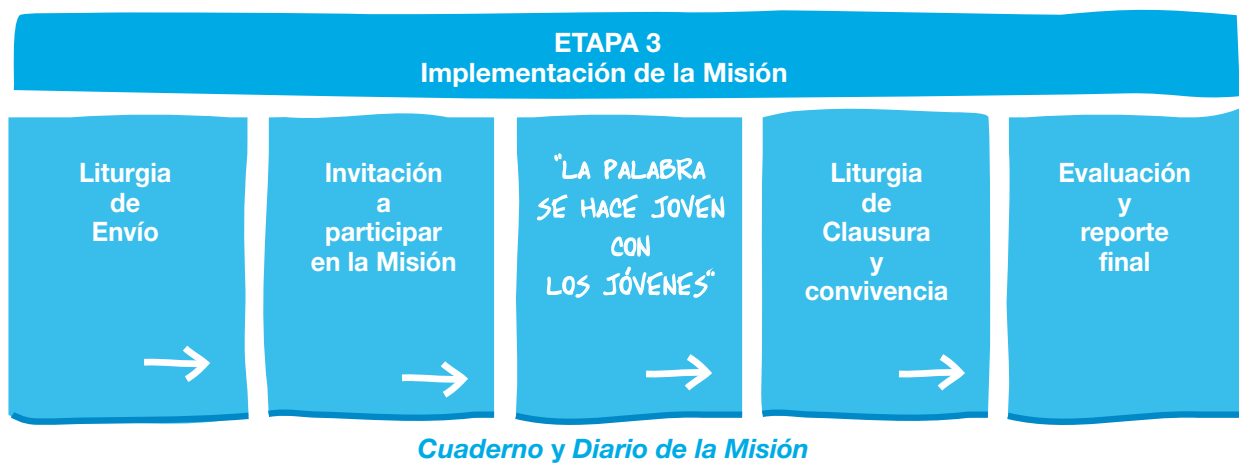 ETAPA 3
Implementación de la Misión
Liturgia
de
Envío
Invitación
a
participar
en la Misión
"LA PALABRA
SE HACE JOVEN
CON
LOS JÓVENES"
Liturgia
de
Clausura
y
convivencia
Evaluación
y
reporte
final
Cuaderno y Diario de la Misión